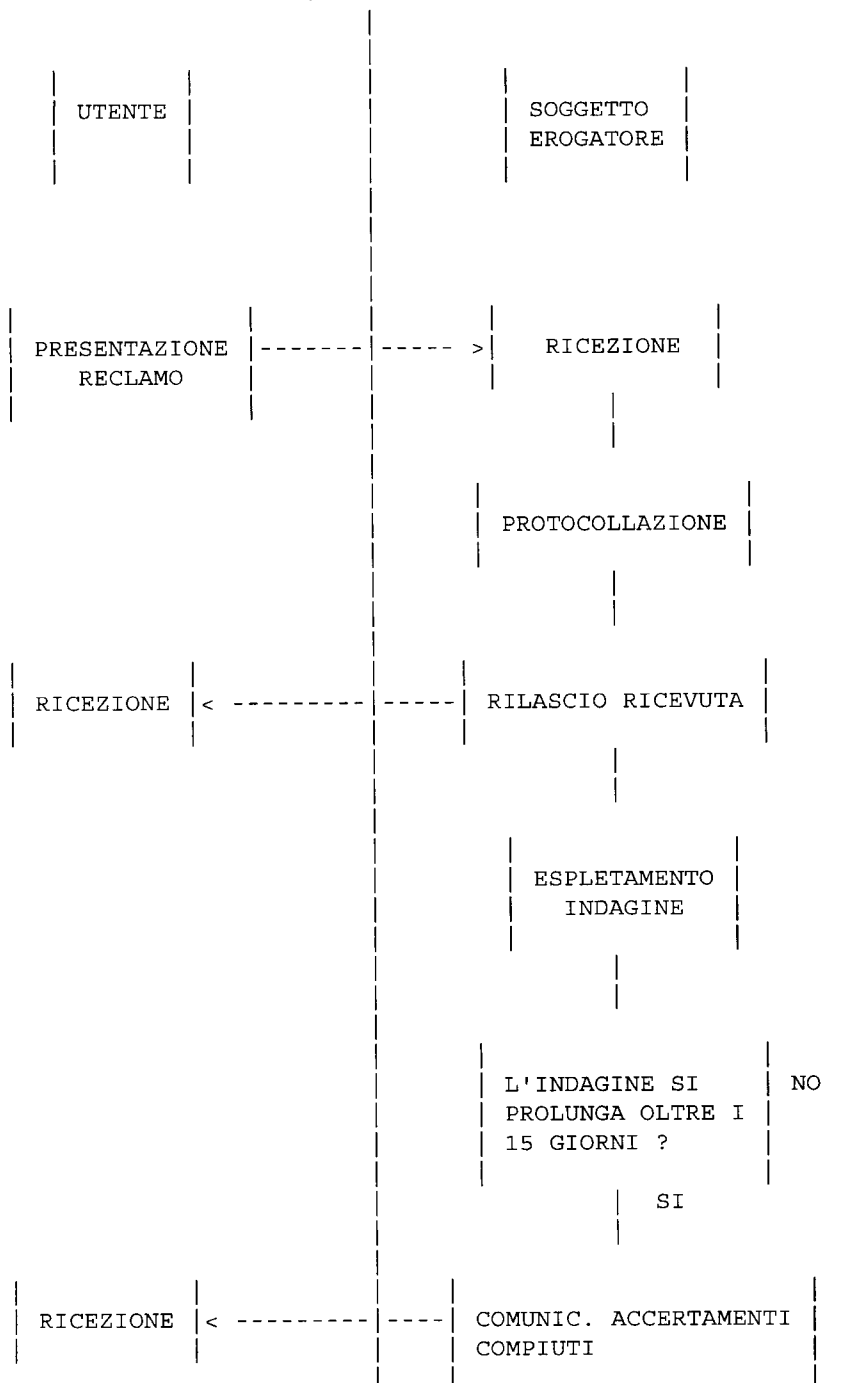 UTENTE
SOGGETTO
EROGATORE
PRESENTAZIONE
RECLAMO
RICEZIONE
PROTOCOLLAZIONE
RICEZIONE
RILASCIO RICEVUTA
ESPLETAMENTO
INDAGINE
L'INDAGINE SI
PROLUNGA OLTRE I
15 GIORNI ?
NO
SI
RICEZIONE
COMUNIC. ACCERTAMENTI
COMPIUTI